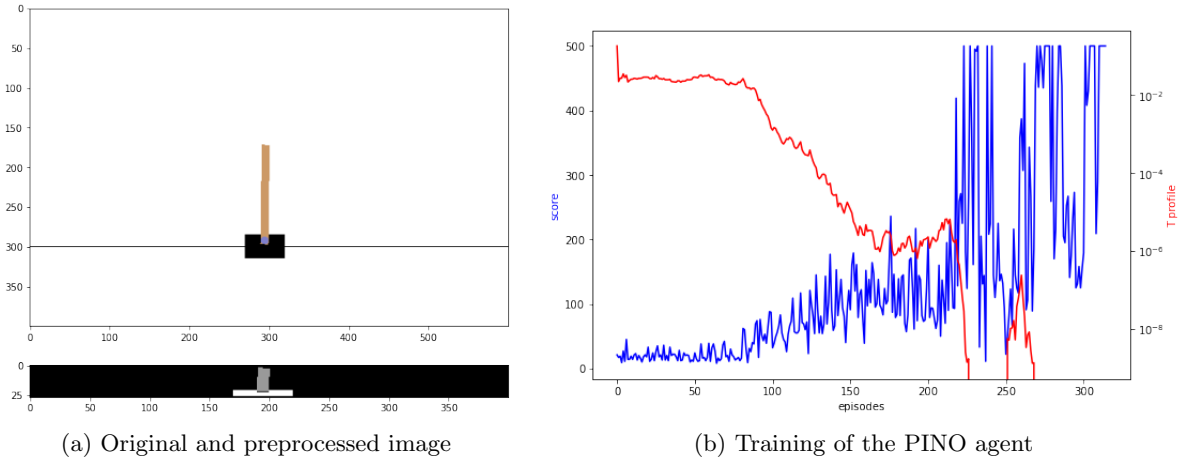 0
50
100
150
200
250
300
350
0 100 200 300 400 500
0
25
0 50 100 150 200 250 300 350
(a) Original and preprocessed image
500
400
300
200
100
0
score
0 50 100 150 200 250 300
episodes
10⁻²
10⁻⁴
10⁻⁶
10⁻⁸
T profile
(b) Training of the PINO agent